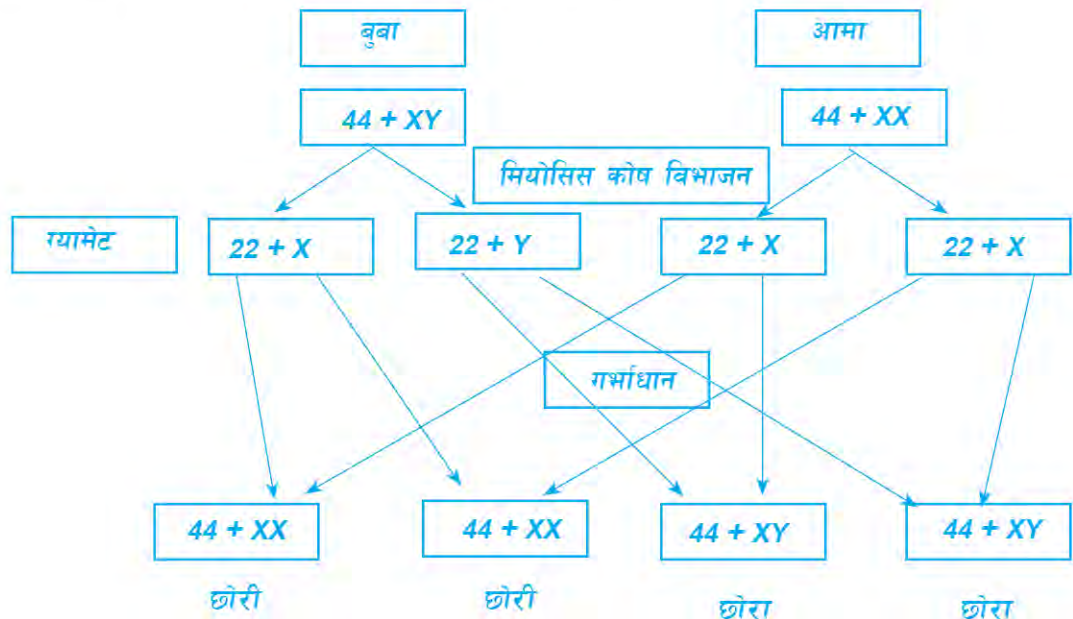 बुबा
आमा
44 + XY
44 + XX
मियोसिस कोष विभाजन
ग्यामेट
22 + X
22 + Y
22 + X
22 + X
गर्भाधान
44 + XX
44 + XX
44 + XY
44 + XY
छोरी
छोरी
छोरा
छोरा